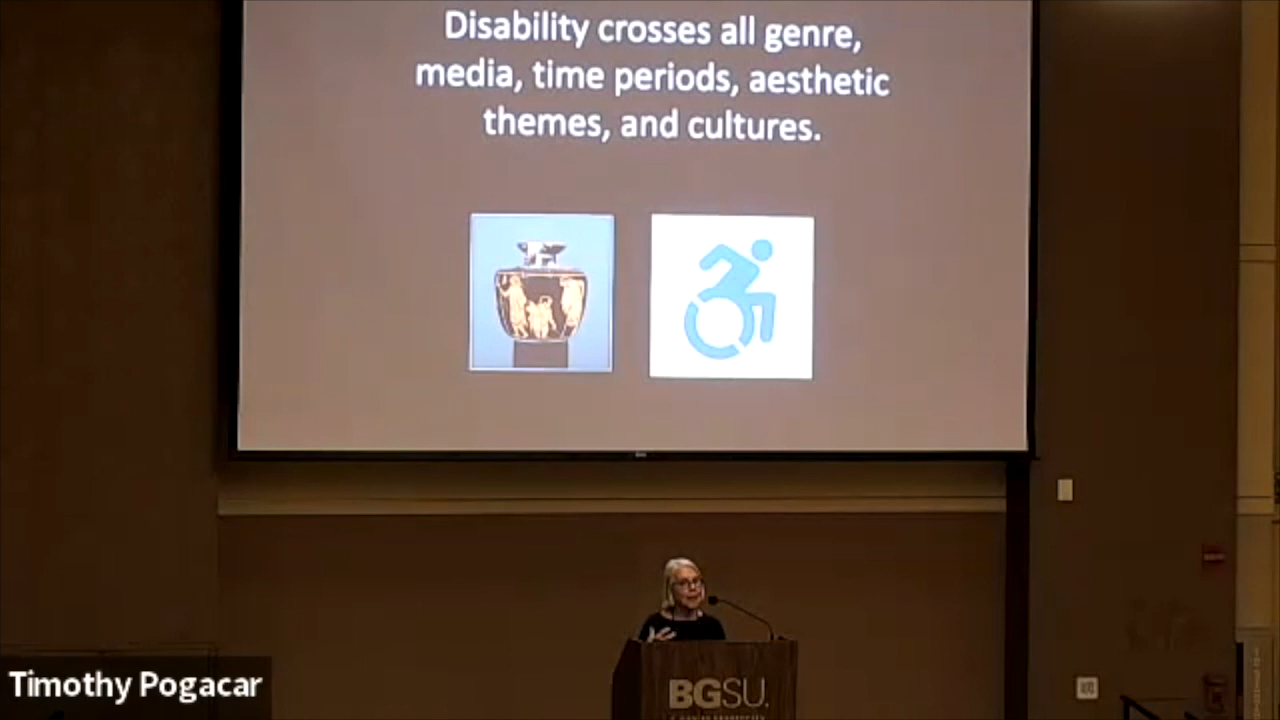 Disability crosses all genre,
media, time periods, aesthetic
themes, and cultures.
Timothy Pogacar
BGSU.